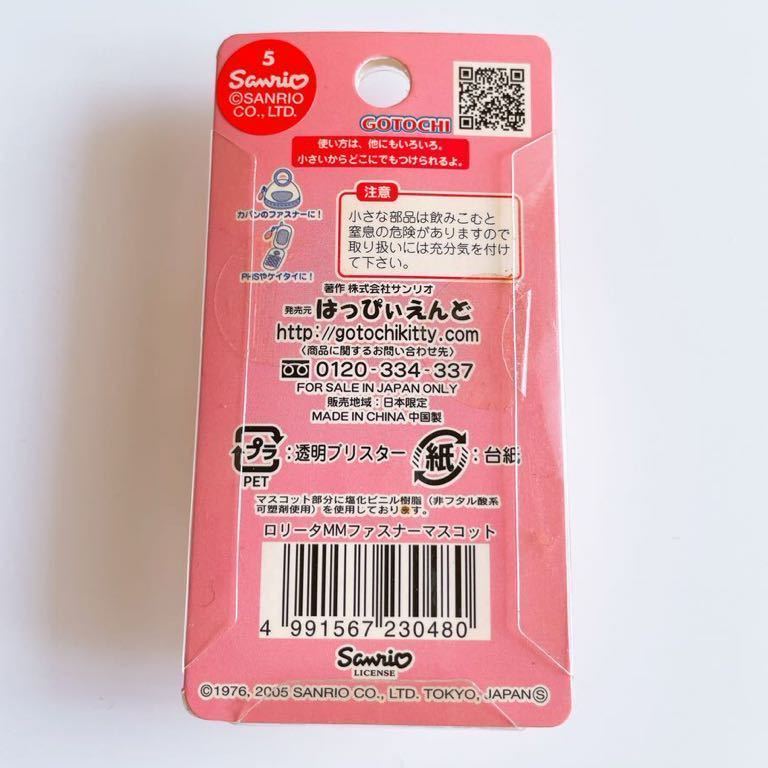 5
Sanrio
©SANRIO
CO., LTD.
GOTOCHI
使い方は、他にもいろいろ。
小さいからどこにでもつけられるよ。
カバンのファスナーに！
PHSやケイタイに！
注意
小さな部品は飲みこむと
窒息の危険がありますので
取り扱いには充分気を付け
て下さい。
著作 株式会社サンリオ
発売元 はっぴぃえんど
http://gotochikitty.com
〈商品に関するお問い合わせ先〉
0120-334-337
FOR SALE IN JAPAN ONLY
販売地域：日本限定
MADE IN CHINA 中国製
プラ：透明ブリスター 紙：台紙
PET
マスコット部分に塩化ビニル樹脂（非フタル酸系
可塑剤使用）を使用しております。
ロリータMMファスナーマスコット
4 991567 230480
Sanrio
LICENSE
©1976, 2005 SANRIO CO., LTD. TOKYO, JAPAN Ⓢ